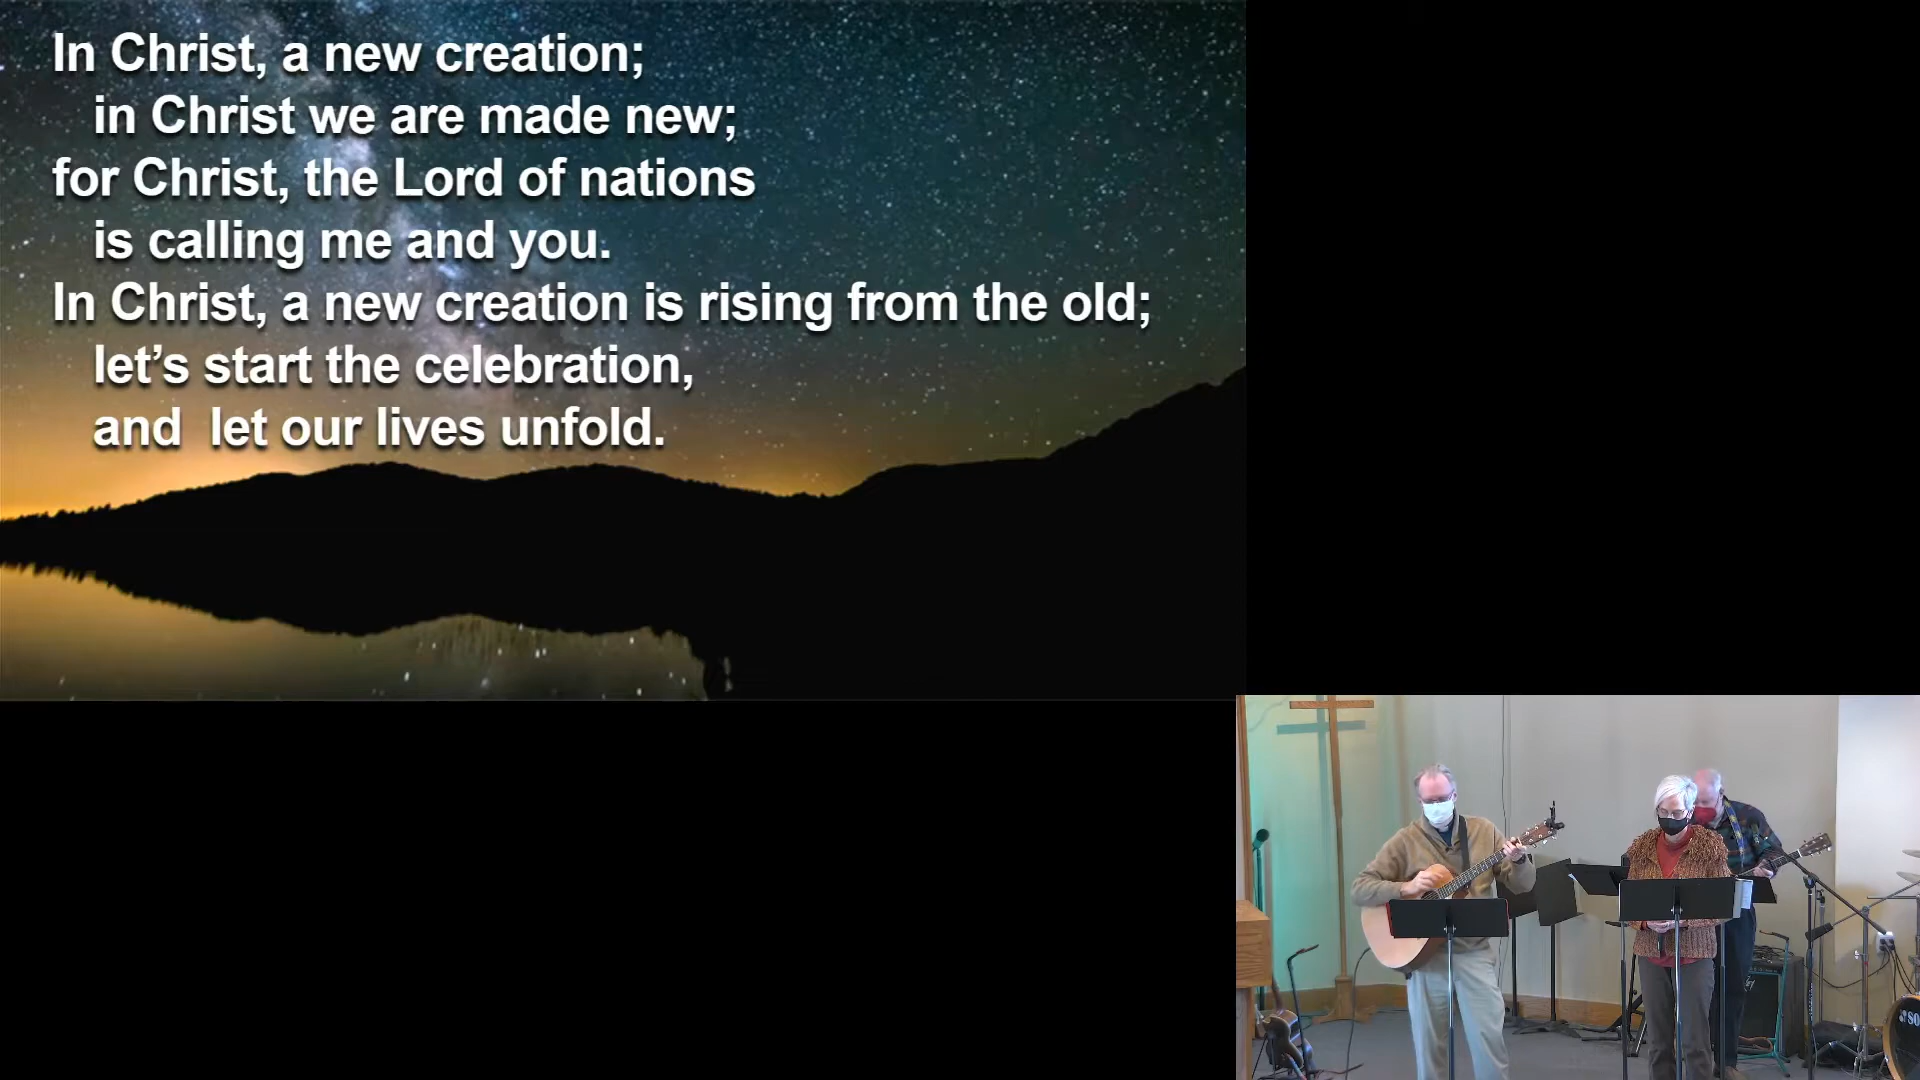 In Christ, a new creation;
in Christ we are made new;
for Christ, the Lord of nations
is calling me and you.
In Christ, a new creation is rising from the old;
let’s start the celebration,
and  let our lives unfold.